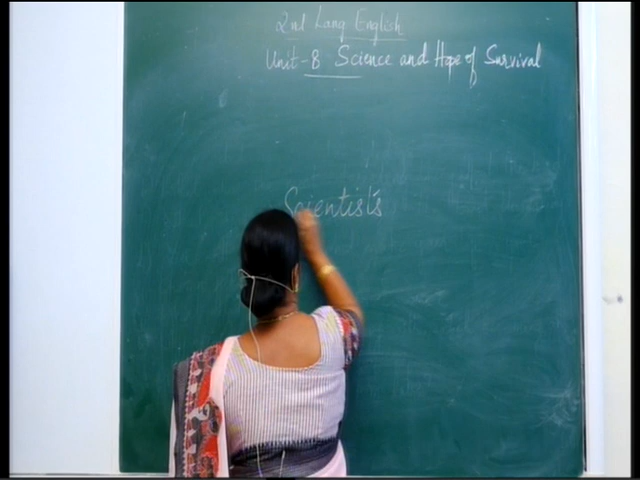 2nd Lang English
Unit-8 Science and Hope of Survival
Scientists